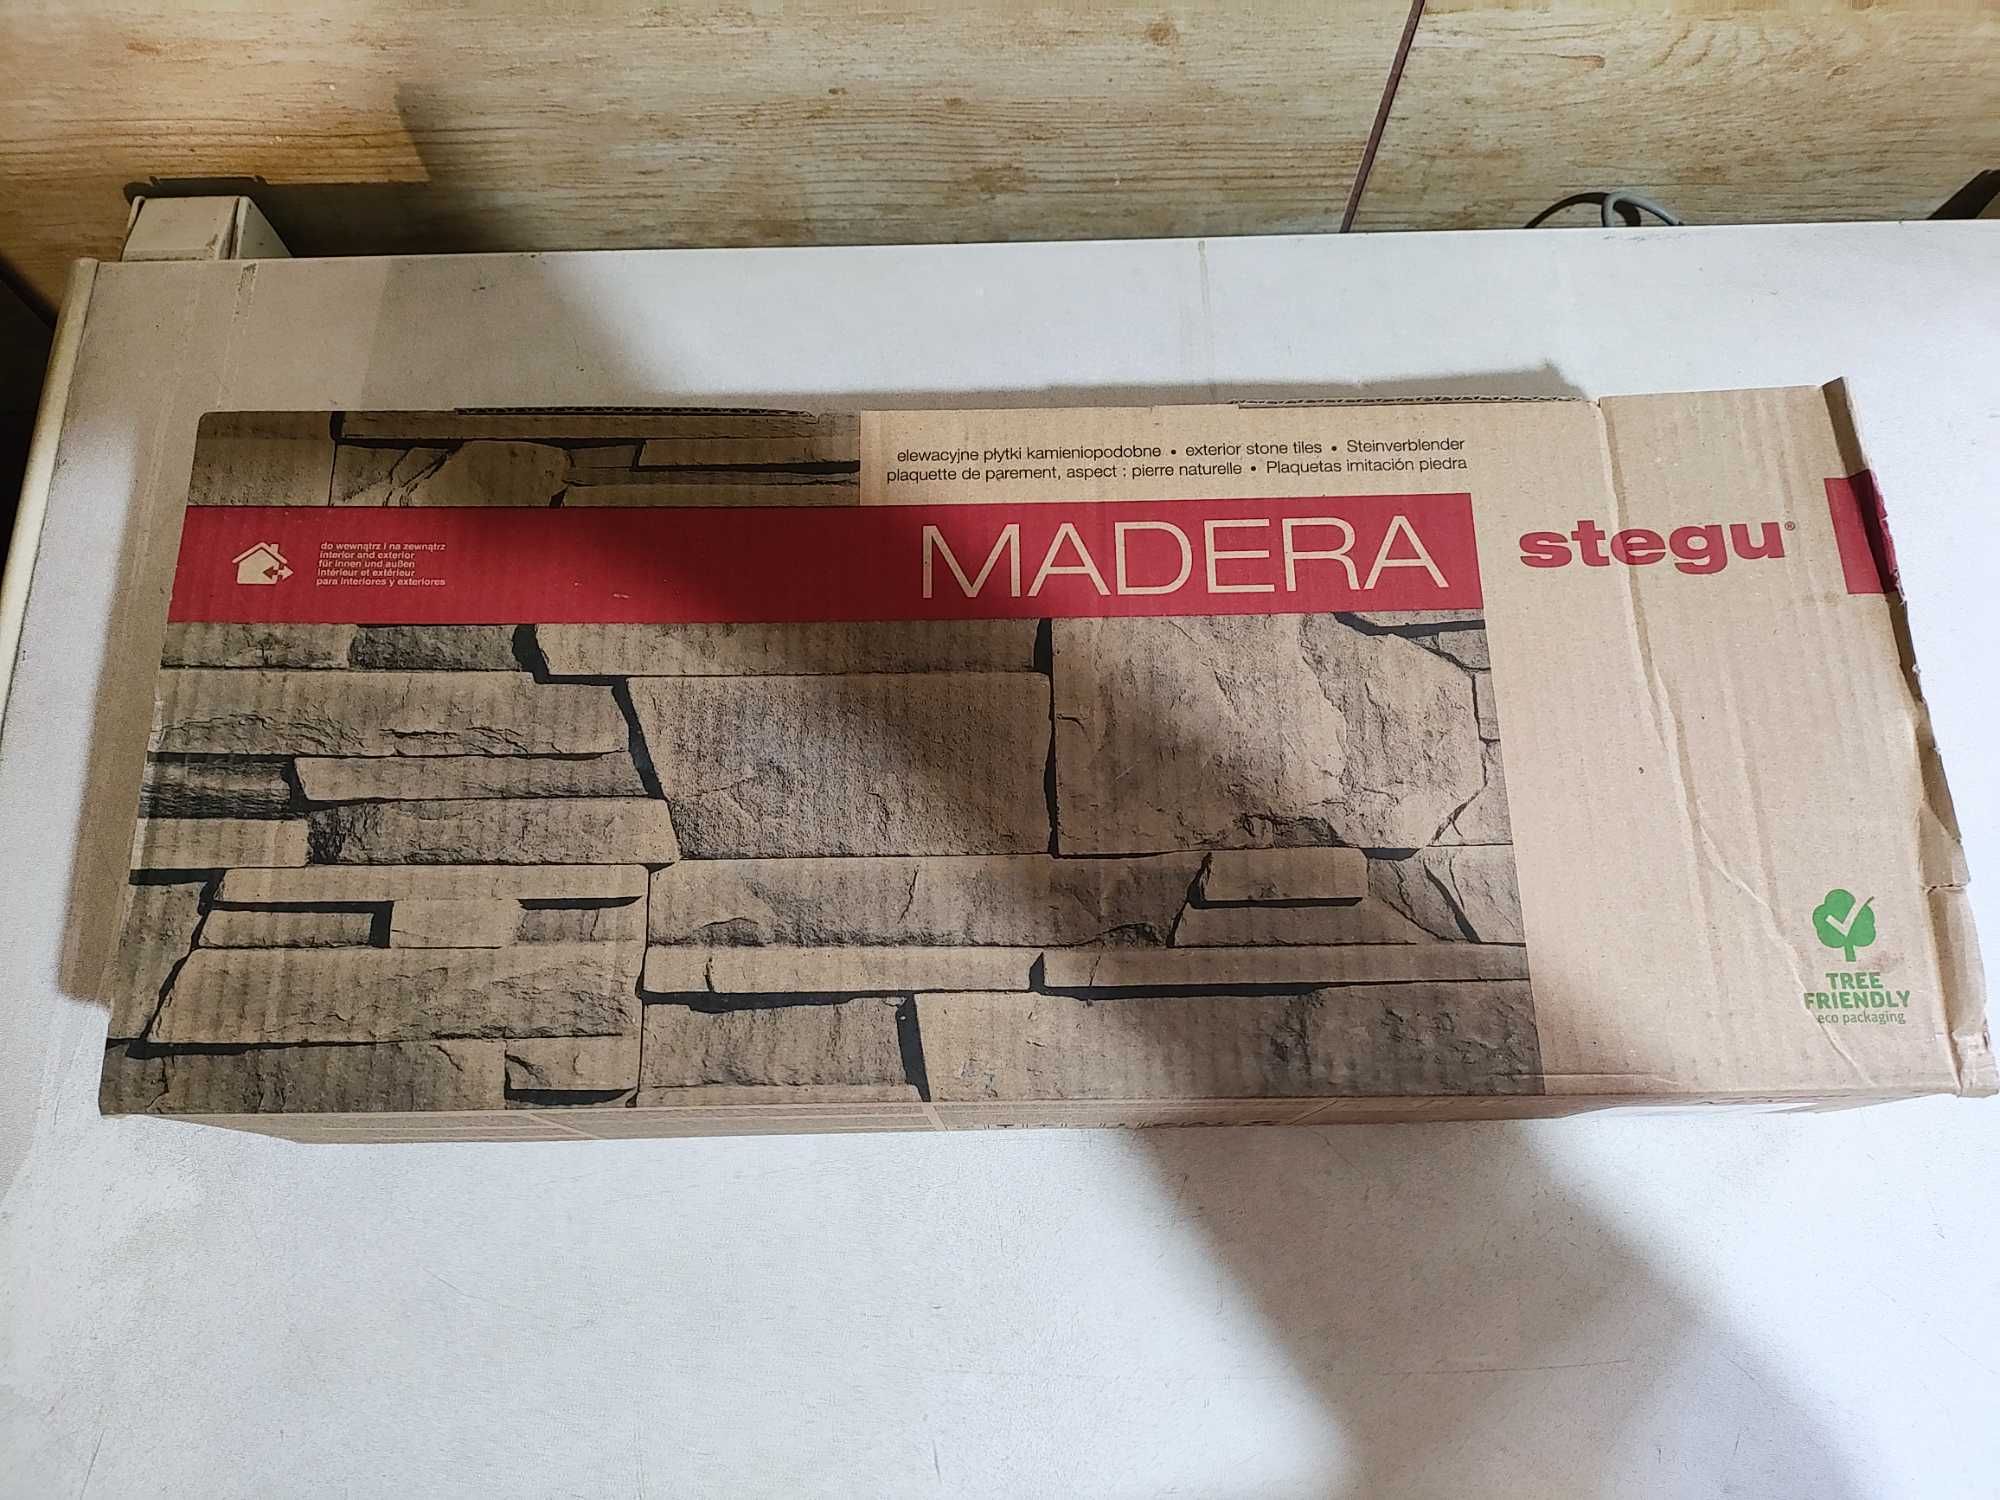 elewacyjne płytki kamieniopodobne • exterior stone tiles • Steinverblender
plaquette de parement, aspect : pierre naturelle • Plaquetas imitación piedra
MADERA
stegu®
do wewnątrz i na zewnątrz
interior and exterior
für innen und außen
intérieur et extérieur
para interiores y exteriores
TREE
FRIENDLY
eco packaging